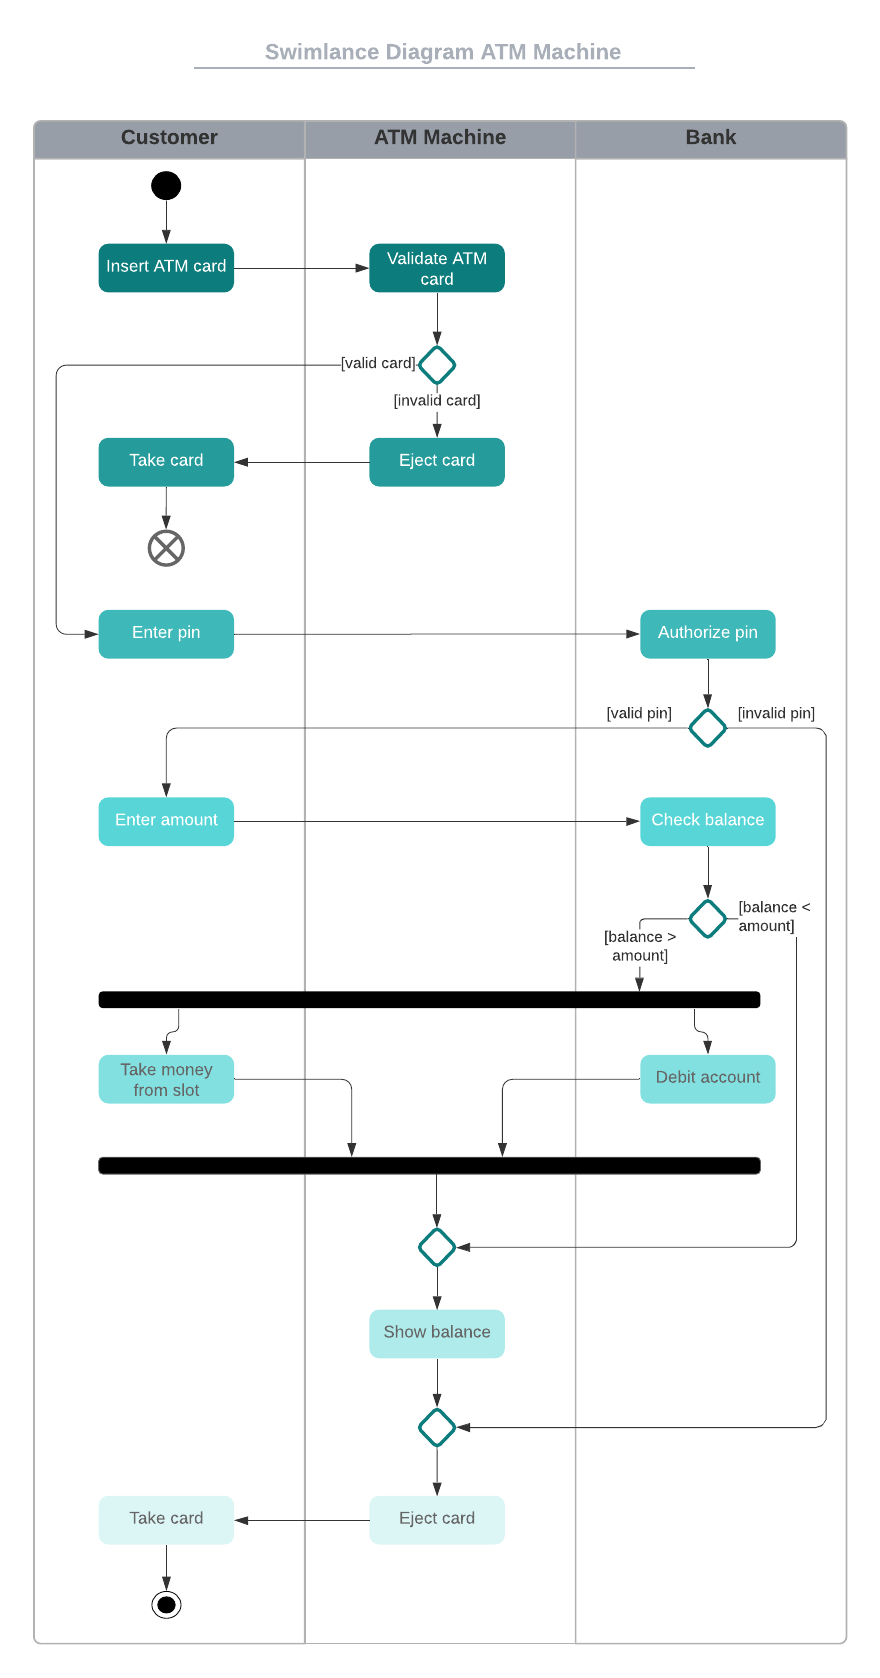 Swimlance Diagram ATM Machine
Customer
ATM Machine
Bank
Insert ATM card
Validate ATM
card
[valid card]
[invalid card]
Take card
Eject card
Enter pin
Authorize pin
[valid pin]
[invalid pin]
Enter amount
Check balance
[balance <
amount]
[balance >
amount]
Take money
from slot
Debit account
Show balance
Take card
Eject card